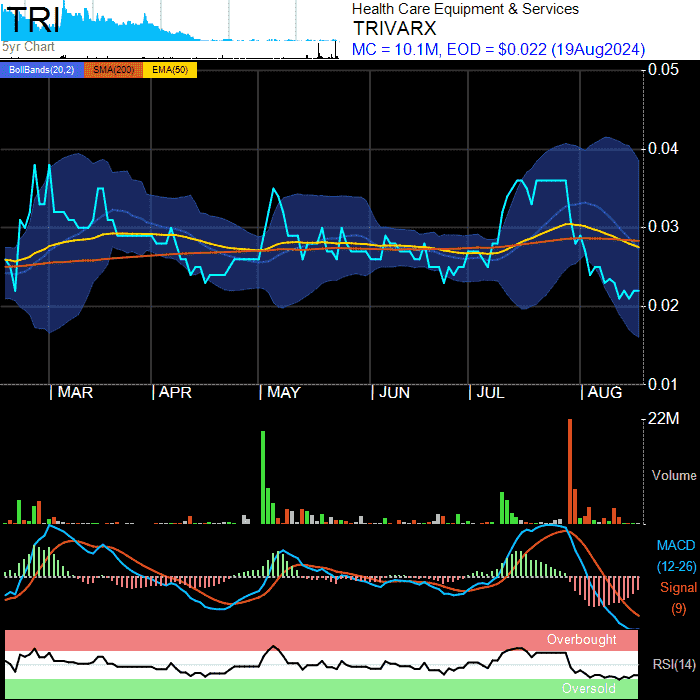 TRI
Health Care Equipment & Services
TRIVARX
5yr Chart
MC = 10.1M, EOD = $0.022 (19Aug2024)
BollBands(20,2) SMA(200) EMA(50)
0.05
0.04
0.03
0.02
0.01
MAR APR MAY JUN JUL AUG
22M
Volume
MACD
(12-26)
Signal
(9)
Overbought
RSI(14)
Oversold